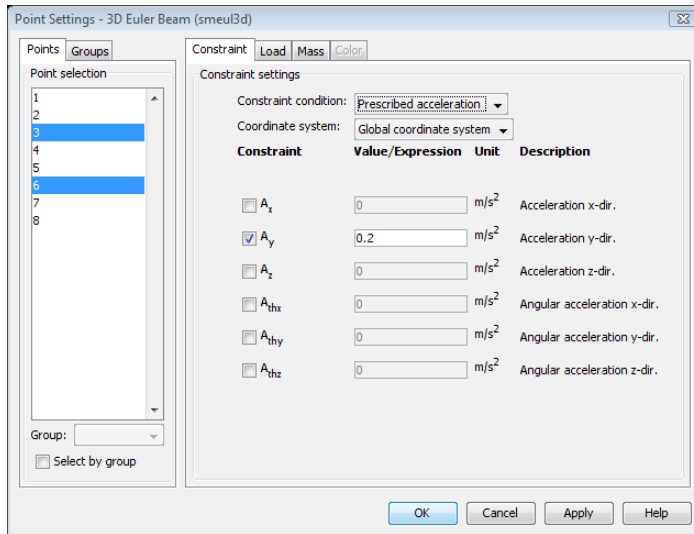 Point Settings - 3D Euler Beam (smeul3d)
Points Groups
Constraint Load Mass Color
Point selection
1
2
3
4
5
6
7
8
Group:
Select by group
Constraint settings
Constraint condition: Prescribed acceleration
Coordinate system: Global coordinate system
Constraint Value/Expression Unit Description
Ax 0 m/s² Acceleration x-dir.
Ay 0.2 m/s² Acceleration y-dir.
Az 0 m/s² Acceleration z-dir.
Athx 0 m/s² Angular acceleration x-dir.
Athy 0 m/s² Angular acceleration y-dir.
Athz 0 m/s² Angular acceleration z-dir.
OK Cancel Apply Help